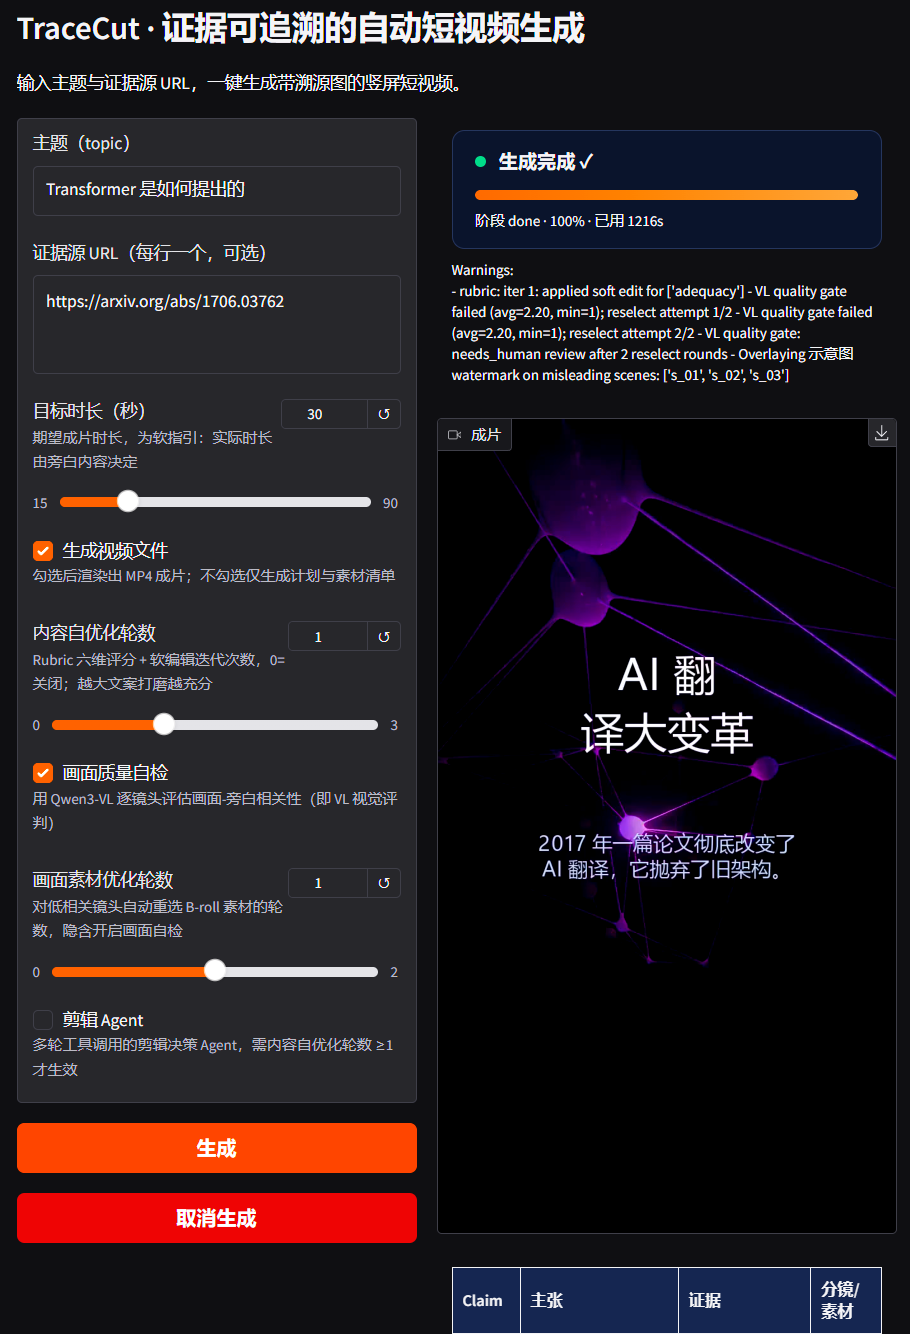 TraceCut · 证据可追溯的自动短视频生成
输入主题与证据源 URL，一键生成带溯源图的竖屏短视频。
主题（topic）
Transformer 是如何提出的
证据源 URL（每行一个，可选）
https://arxiv.org/abs/1706.03762
目标时长（秒）
30
↺
期望成片时长，为软指引：实际时长
由旁白内容决定
15
90
生成视频文件
勾选后渲染出 MP4 成片；不勾选仅生成计划与素材清单
内容自优化轮数
1
↺
Rubric 六维评分 + 软编辑迭代次数，0=
关闭；越大文案打磨越充分
0
3
画面质量自检
用 Qwen3-VL 逐镜头评估画面-旁白相关性（即 VL 视觉评
判）
画面素材优化轮数
1
↺
对低相关镜头自动重选 B-roll 素材的轮
数，隐含开启画面自检
0
2
剪辑 Agent
多轮工具调用的剪辑决策 Agent，需内容自优化轮数 ≥1
才生效
生成
取消生成
生成完成 ✓
阶段 done · 100% · 已用 1216s
Warnings:
- rubric: iter 1: applied soft edit for ['adequacy'] - VL quality gate
failed (avg=2.20, min=1); reselect attempt 1/2 - VL quality gate failed
(avg=2.20, min=1); reselect attempt 2/2 - VL quality gate:
needs_human review after 2 reselect rounds - Overlaying 示意图
watermark on misleading scenes: ['s_01', 's_02', 's_03']
成片
AI 翻
译大变革
2017 年一篇论文彻底改变了
AI 翻译，它抛弃了旧架构。
Claim
主张
证据
分镜/
素材